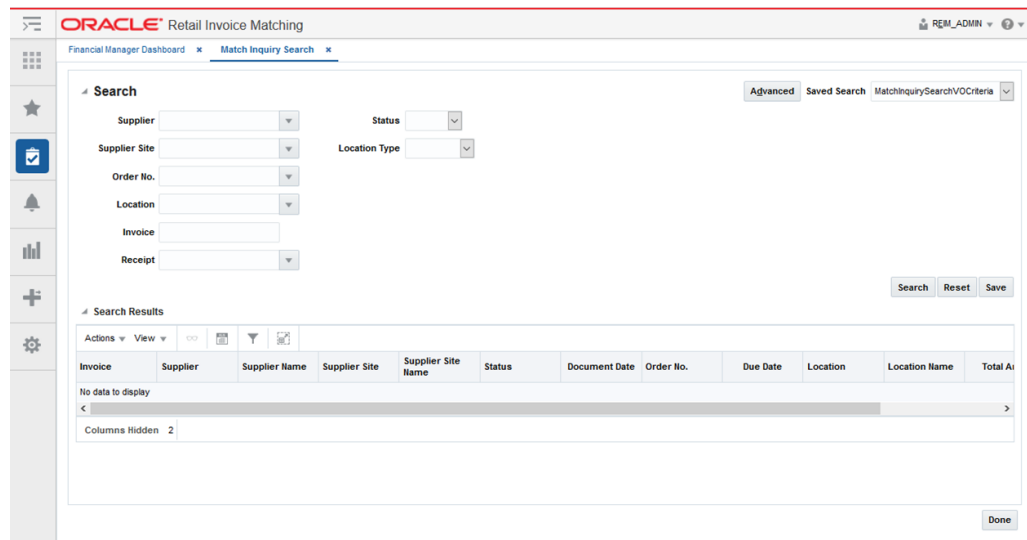 ORACLE® Retail Invoice Matching
REIM_ADMIN
Financial Manager Dashboard
Match Inquiry Search
Search
Advanced Saved Search MatchInquirySearchVOCriteria
Supplier
Status
Supplier Site
Location Type
Order No.
Location
Invoice
Receipt
Search Reset Save
Search Results
Actions View
Invoice Supplier Supplier Name Supplier Site Supplier Site Name Status Document Date Order No. Due Date Location Location Name Total
No data to display
Columns Hidden 2
Done